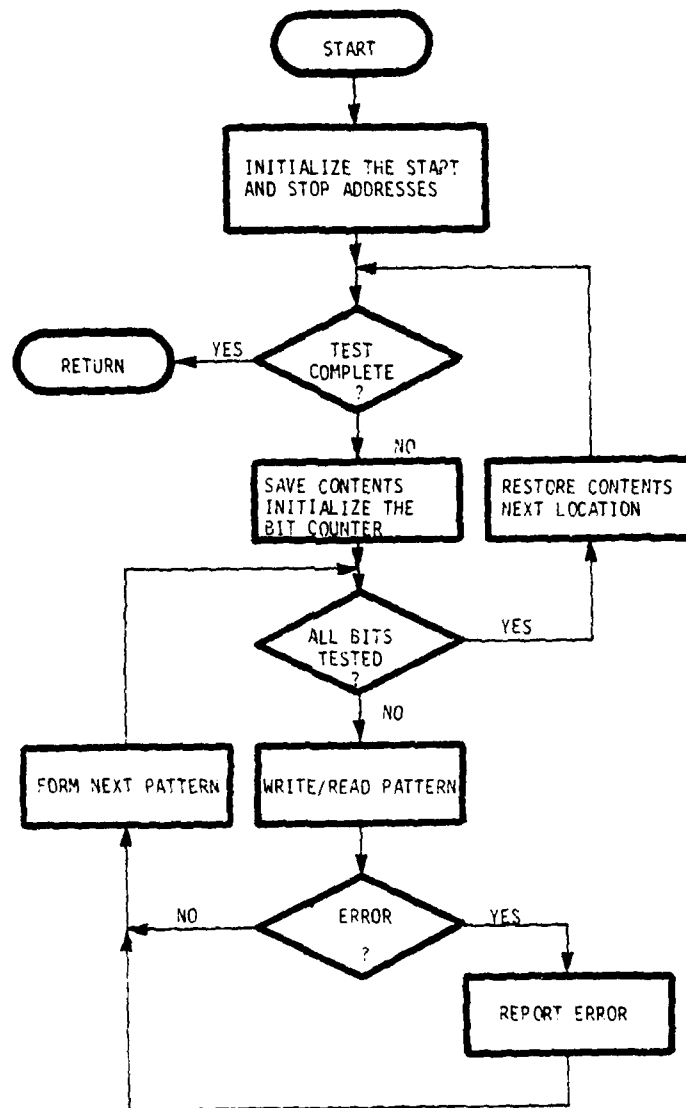 START
INITIALIZE THE START
AND STOP ADDRESSES
YES
RETURN
TEST
COMPLETE
?
NO
SAVE CONTENTS
INITIALIZE THE
BIT COUNTER
RESTORE CONTENTS
NEXT LOCATION
ALL BITS
TESTED
?
YES
NO
FORM NEXT PATTERN
WRITE/READ PATTERN
NO
ERROR
?
YES
REPORT ERROR